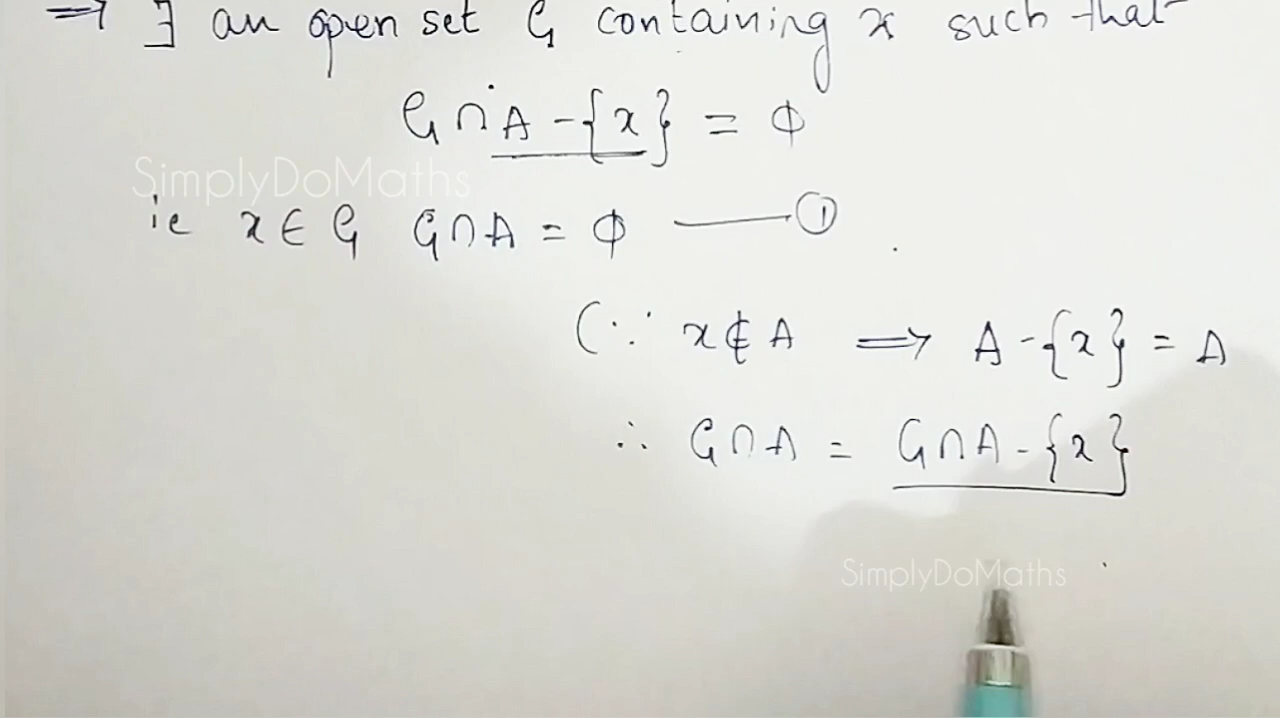 ⇒ ∃ an open set G containing x such that
G ∩ A - {x} = ϕ
SimplyDoMaths
ie x ∈ G G ∩ A = ϕ —— ①
(∵ x ∉ A ⟹ A - {x} = A
∴ G ∩ A = G ∩ A - {x}
SimplyDoMaths